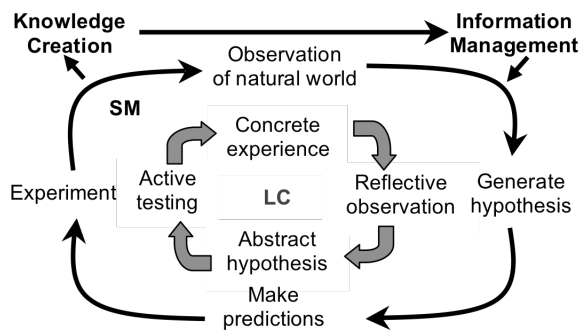 Knowledge
Creation
Information
Management
Observation
of natural world
SM
Concrete
experience
Experiment
Active
testing
LC
Reflective
observation
Generate
hypothesis
Abstract
hypothesis
Make
predictions